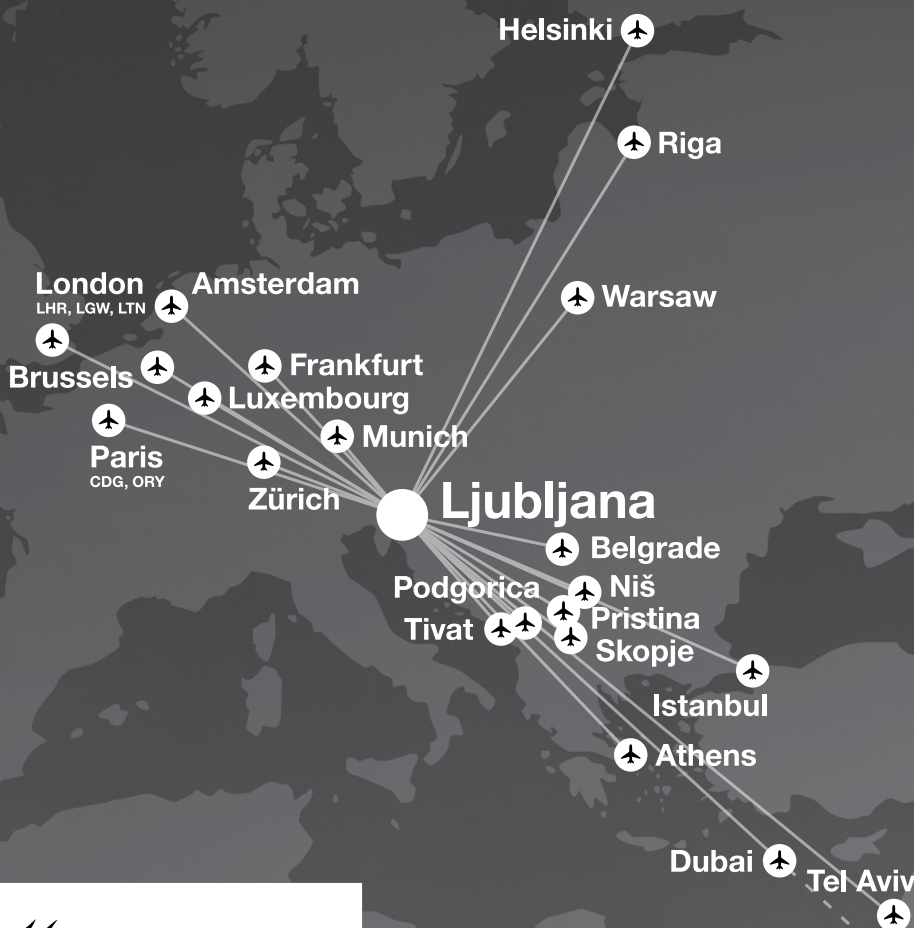 Helsinki
Riga
London
LHR, LGW, LTN
Amsterdam
Warsaw
Brussels
Frankfurt
Luxembourg
Paris
CDG, ORY
Munich
Zürich
Ljubljana
Belgrade
Podgorica
Niš
Pristina
Tivat
Skopje
Istanbul
Athens
Dubai
Tel Aviv